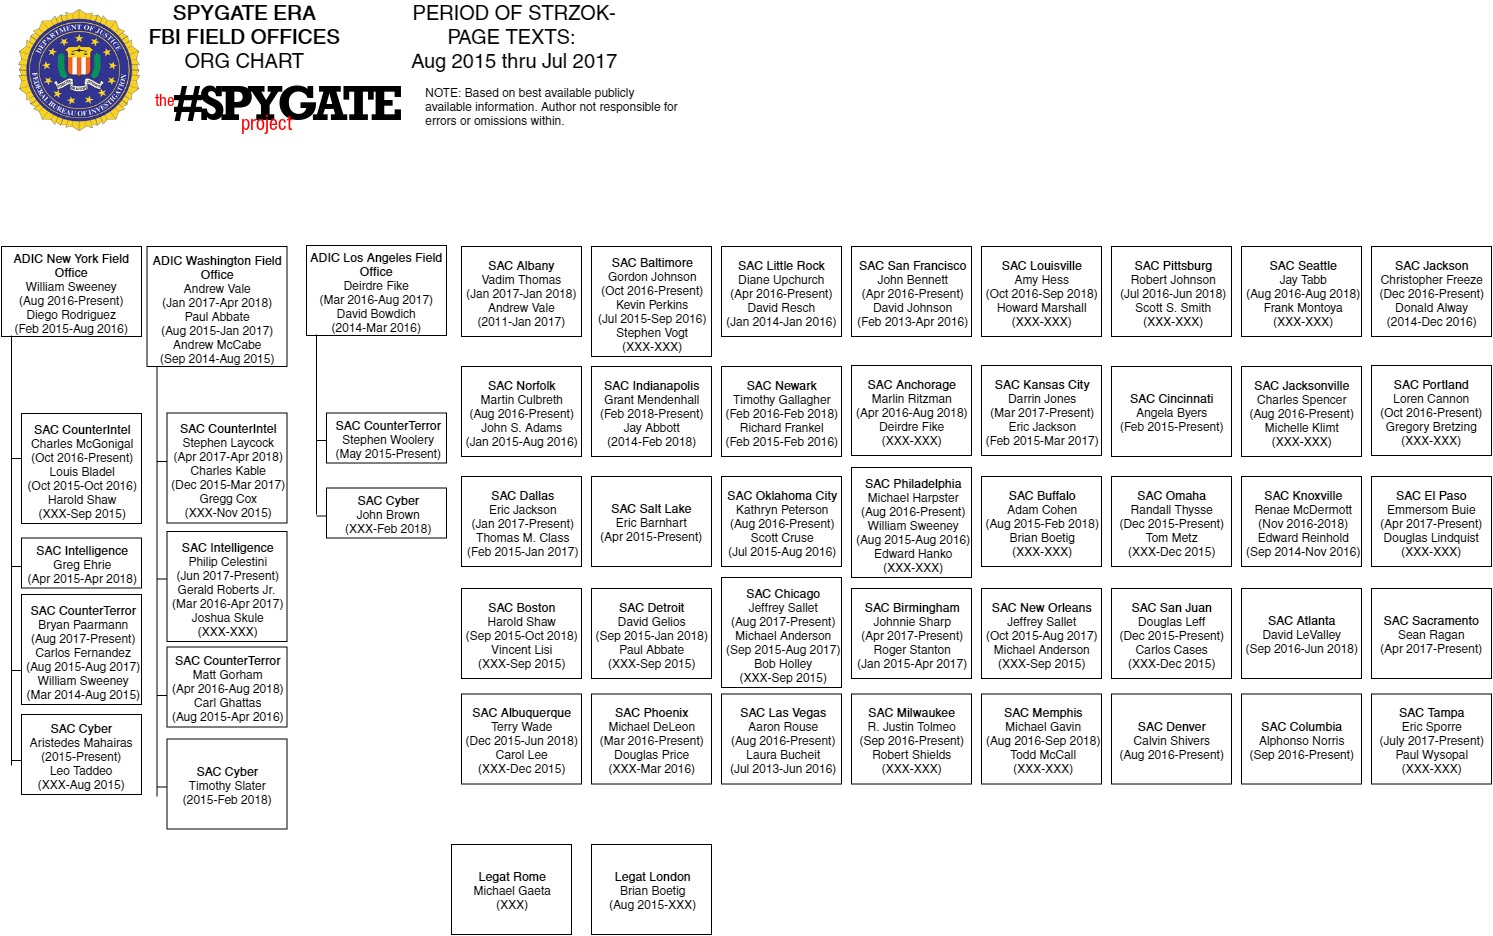 DEPARTMENT OF JUSTICE
FEDERAL BUREAU OF INVESTIGATION
SPYGATE ERA
FBI FIELD OFFICES
ORG CHART
the #SPYGATE
project
PERIOD OF STRZOK-
PAGE TEXTS:
Aug 2015 thru Jul 2017
NOTE: Based on best available publicly
available information. Author not responsible for
errors or omissions within.
ADIC New York Field
Office
William Sweeney
(Aug 2016-Present)
Diego Rodriguez
(Feb 2015-Aug 2016)
SAC CounterIntel
Charles McGonigal
(Oct 2016-Present)
Louis Bladel
(Oct 2015-Oct 2016)
Harold Shaw
(XXX-Sep 2015)
SAC Intelligence
Greg Ehrie
(Apr 2015-Apr 2018)
SAC CounterTerror
Bryan Paarmann
(Aug 2017-Present)
Carlos Fernandez
(Aug 2015-Aug 2017)
William Sweeney
(Mar 2014-Aug 2015)
SAC Cyber
Aristedes Mahairas
(2015-Present)
Leo Taddeo
(XXX-Aug 2015)
ADIC Washington Field
Office
Andrew Vale
(Jan 2017-Apr 2018)
Paul Abbate
(Aug 2015-Jan 2017)
Andrew McCabe
(Sep 2014-Aug 2015)
SAC CounterIntel
Stephen Laycock
(Apr 2017-Apr 2018)
Charles Kable
(Dec 2015-Mar 2017)
Gregg Cox
(XXX-Nov 2015)
SAC Intelligence
Philip Celestini
(Jun 2017-Present)
Gerald Roberts Jr.
(Mar 2016-Apr 2017)
Joshua Skule
(XXX-XXX)
SAC CounterTerror
Matt Gorham
(Apr 2016-Aug 2018)
Carl Ghattas
(Aug 2015-Apr 2016)
SAC Cyber
Timothy Slater
(2015-Feb 2018)
ADIC Los Angeles Field
Office
Deirdre Fike
(Mar 2016-Aug 2017)
David Bowdich
(2014-Mar 2016)
SAC CounterTerror
Stephen Woolery
(May 2015-Present)
SAC Cyber
John Brown
(XXX-Feb 2018)
SAC Albany
Vadim Thomas
(Jan 2017-Jan 2018)
Andrew Vale
(2011-Jan 2017)
SAC Baltimore
Gordon Johnson
(Oct 2016-Present)
Kevin Perkins
(Jul 2015-Sep 2016)
Stephen Vogt
(XXX-XXX)
SAC Little Rock
Diane Upchurch
(Apr 2016-Present)
David Resch
(Jan 2014-Jan 2016)
SAC San Francisco
John Bennett
(Apr 2016-Present)
David Johnson
(Feb 2013-Apr 2016)
SAC Louisville
Amy Hess
(Oct 2016-Sep 2018)
Howard Marshall
(XXX-XXX)
SAC Pittsburg
Robert Johnson
(Jul 2016-Jun 2018)
Scott S. Smith
(XXX-XXX)
SAC Seattle
Jay Tabb
(Aug 2016-Aug 2018)
Frank Montoya
(XXX-XXX)
SAC Jackson
Christopher Freeze
(Dec 2016-Present)
Donald Alway
(2014-Dec 2016)
SAC Norfolk
Martin Culbreth
(Aug 2016-Present)
John S. Adams
(Jan 2015-Aug 2016)
SAC Indianapolis
Grant Mendenhall
(Feb 2018-Present)
Jay Abbott
(2014-Feb 2018)
SAC Newark
Timothy Gallagher
(Feb 2016-Feb 2018)
Richard Frankel
(Feb 2015-Feb 2016)
SAC Anchorage
Marlin Ritzman
(Apr 2016-Aug 2018)
Deirdre Fike
(XXX-XXX)
SAC Kansas City
Darrin Jones
(Mar 2017-Present)
Eric Jackson
(Feb 2015-Mar 2017)
SAC Cincinnati
Angela Byers
(Feb 2015-Present)
SAC Jacksonville
Charles Spencer
(Aug 2016-Present)
Michelle Klimt
(XXX-XXX)
SAC Portland
Loren Cannon
(Oct 2016-Present)
Gregory Bretzing
(XXX-XXX)
SAC Dallas
Eric Jackson
(Jan 2017-Present)
Thomas M. Class
(Feb 2015-Jan 2017)
SAC Salt Lake
Eric Barnhart
(Apr 2015-Present)
SAC Oklahoma City
Kathryn Peterson
(Aug 2016-Present)
Scott Cruse
(Jul 2015-Aug 2016)
SAC Philadelphia
Michael Harpster
(Aug 2016-Present)
William Sweeney
(Aug 2015-Aug 2016)
Edward Hanko
(XXX-XXX)
SAC Buffalo
Adam Cohen
(Aug 2015-Feb 2018)
Brian Boetig
(XXX-XXX)
SAC Omaha
Randall Thysse
(Dec 2015-Present)
Tom Metz
(XXX-Dec 2015)
SAC Knoxville
Renae McDermott
(Nov 2016-2018)
Edward Reinhold
(Sep 2014-Nov 2016)
SAC El Paso
Emmersom Buie
(Apr 2017-Present)
Douglas Lindquist
(XXX-XXX)
SAC Boston
Harold Shaw
(Sep 2015-Oct 2018)
Vincent Lisi
(XXX-Sep 2015)
SAC Detroit
David Gelios
(Sep 2015-Jan 2018)
Paul Abbate
(XXX-Sep 2015)
SAC Chicago
Jeffrey Sallet
(Aug 2017-Present)
Michael Anderson
(Sep 2015-Aug 2017)
Bob Holley
(XXX-Sep 2015)
SAC Birmingham
Johnnie Sharp
(Apr 2017-Present)
Roger Stanton
(Jan 2015-Apr 2017)
SAC New Orleans
Jeffrey Sallet
(Oct 2015-Aug 2017)
Michael Anderson
(XXX-Sep 2015)
SAC San Juan
Douglas Leff
(Dec 2015-Present)
Carlos Cases
(XXX-Dec 2015)
SAC Atlanta
David LeValley
(Sep 2016-Jun 2018)
SAC Sacramento
Sean Ragan
(Apr 2017-Present)
SAC Albuquerque
Terry Wade
(Dec 2015-Jun 2018)
Carol Lee
(XXX-Dec 2015)
SAC Phoenix
Michael DeLeon
(Mar 2016-Present)
Douglas Price
(XXX-Mar 2016)
SAC Las Vegas
Aaron Rouse
(Aug 2016-Present)
Laura Bucheit
(Jul 2013-Jun 2016)
SAC Milwaukee
R. Justin Tolmeo
(Sep 2016-Present)
Robert Shields
(XXX-XXX)
SAC Memphis
Michael Gavin
(Aug 2016-Sep 2018)
Todd McCall
(XXX-XXX)
SAC Denver
Calvin Shivers
(Aug 2016-Present)
SAC Columbia
Alphonso Norris
(Sep 2016-Present)
SAC Tampa
Eric Sporre
(July 2017-Present)
Paul Wysopal
(XXX-XXX)
Legat Rome
Michael Gaeta
(XXX)
Legat London
Brian Boetig
(Aug 2015-XXX)